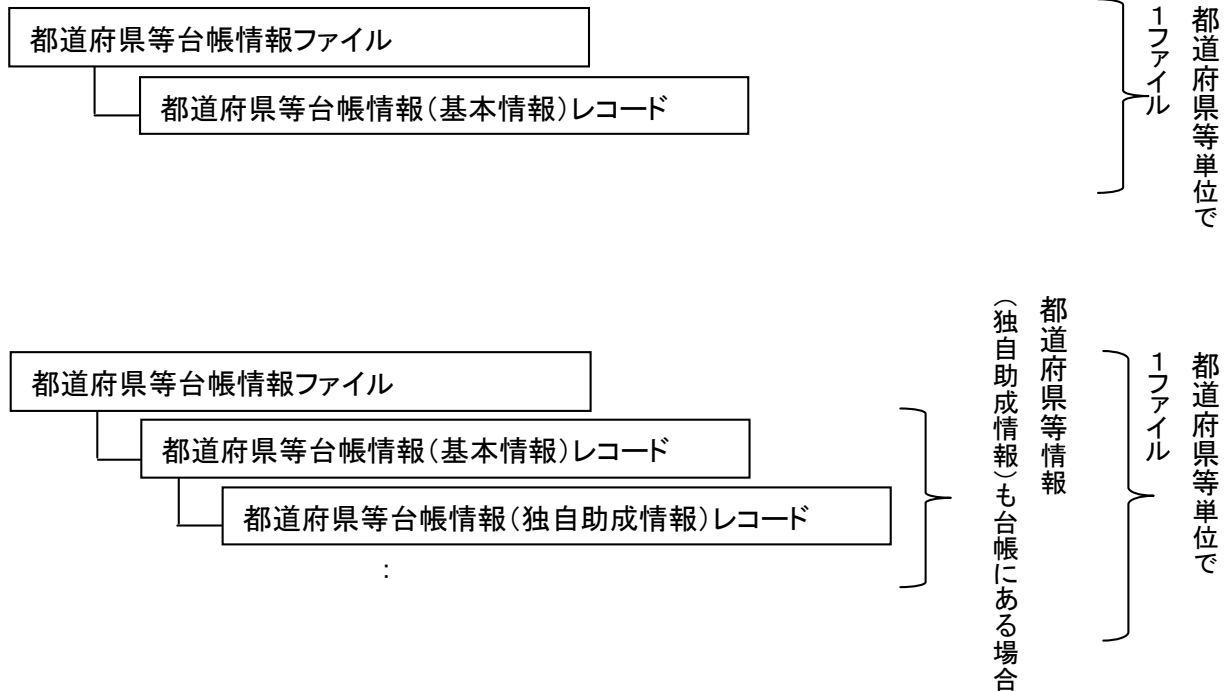 都道府県等台帳情報ファイル
都道府県等台帳情報(基本情報)レコード
都道府県等単位で
1ファイル
都道府県等台帳情報ファイル
都道府県等台帳情報(基本情報)レコード
都道府県等台帳情報(独自助成情報)レコード
:
都道府県等情報
(独自助成情報)も台帳にある場合
都道府県等単位で
1ファイル